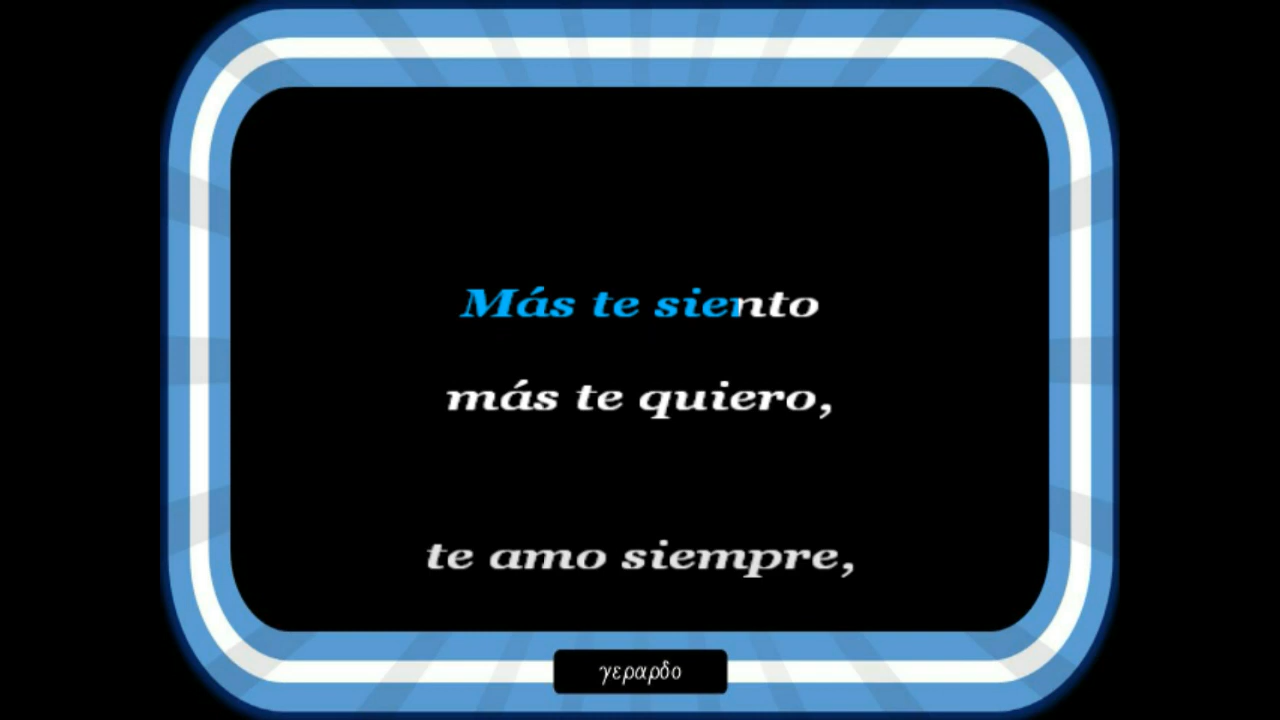 Más te siento
más te quiero,
te amo siempre,
γεραρδο